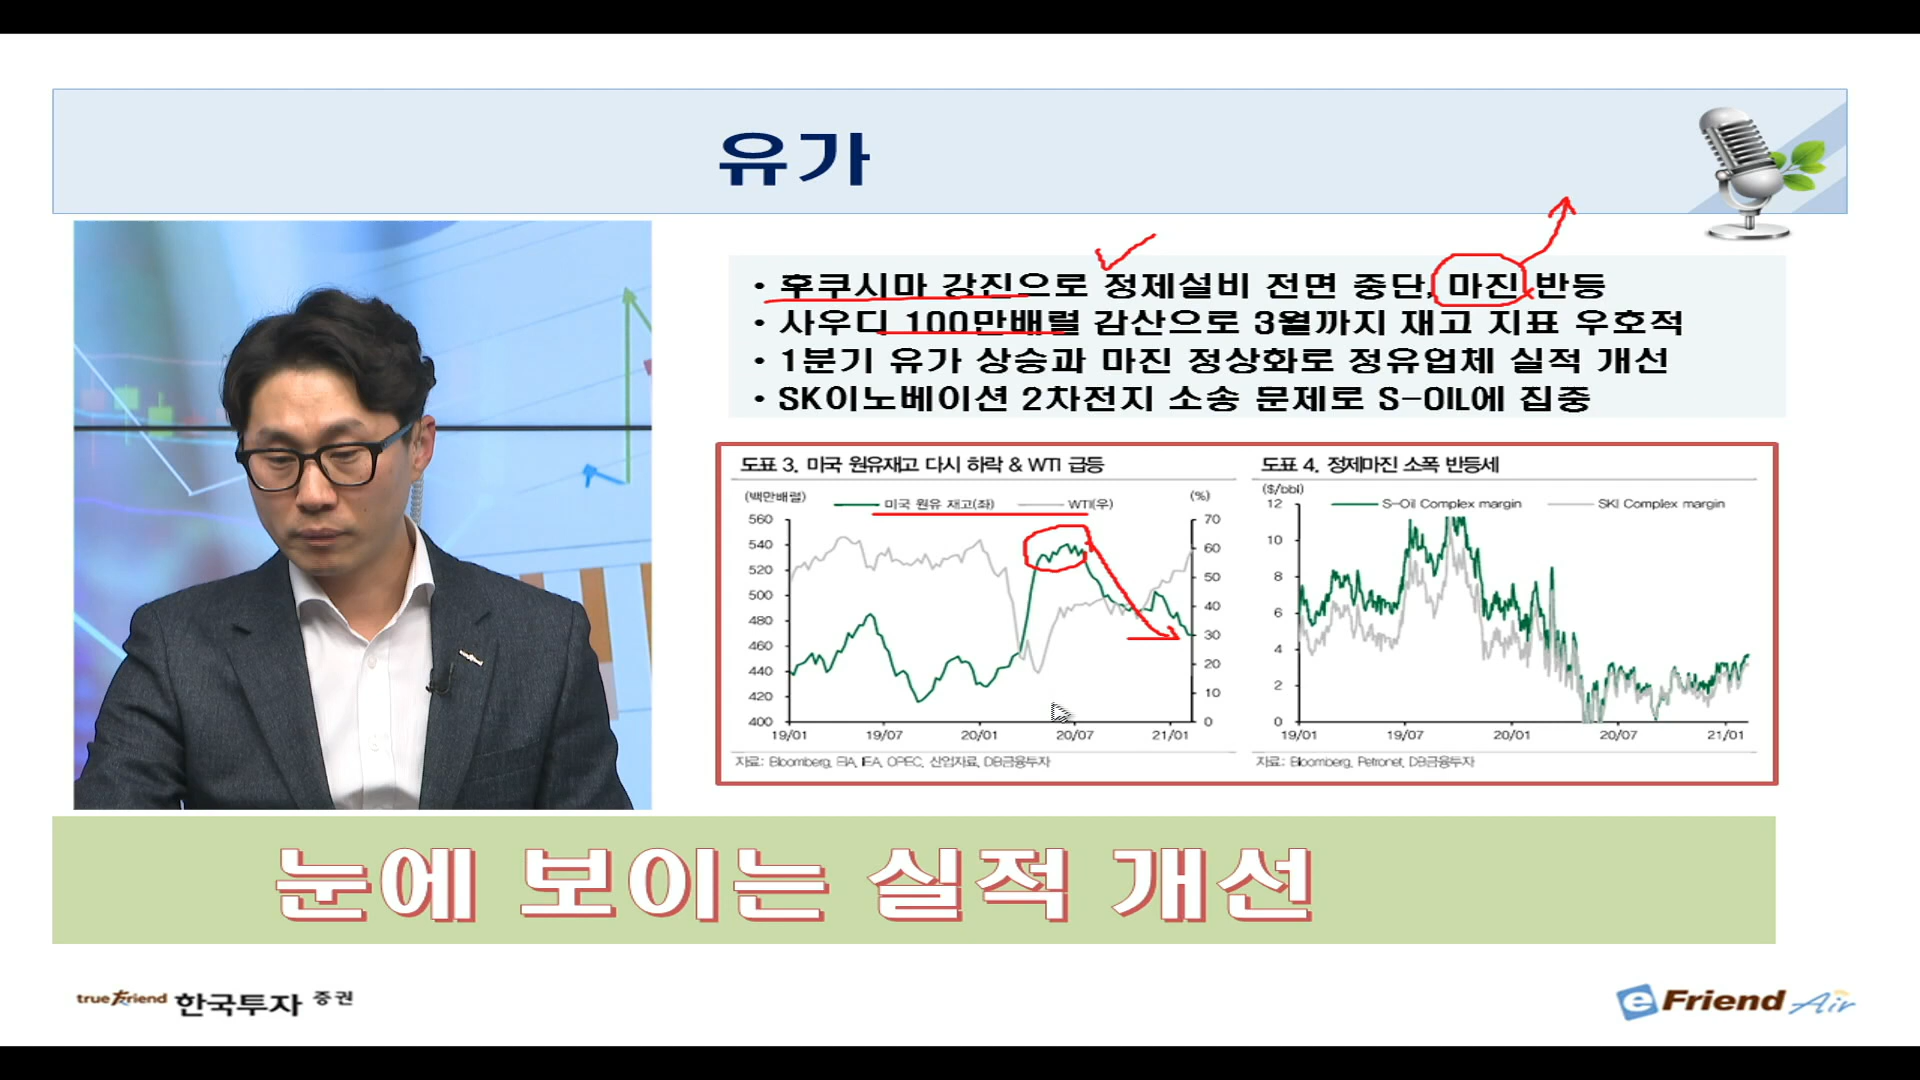 유가
• 후쿠시마 강진으로 정제설비 전면 중단, 마진 반등
• 사우디 100만배럴 감산으로 3월까지 재고 지표 우호적
• 1분기 유가 상승과 마진 정상화로 정유업체 실적 개선
• SK이노베이션 2차전지 소송 문제로 S-OIL에 집중
도표 3. 미국 원유재고 다시 하락 & WTI 급등
(백만배럴)
미국 원유 재고(좌)
WTI(우)
(%)
560
540
520
500
480
460
440
420
400
70
60
50
40
30
20
10
0
19/01 19/07 20/01 20/07 21/01
자료: Bloomberg, EIA, IEA, OPEC, 산업자료, DB금융투자
도표 4. 정제마진 소폭 반등세
($/bbl)
S-Oil Complex margin
SKI Complex margin
12
10
8
6
4
2
0
19/01 19/07 20/01 20/07 21/01
자료: Bloomberg, Petronet, DB금융투자
눈에 보이는 실적 개선
true friend 한국투자 증권
eFriend Air